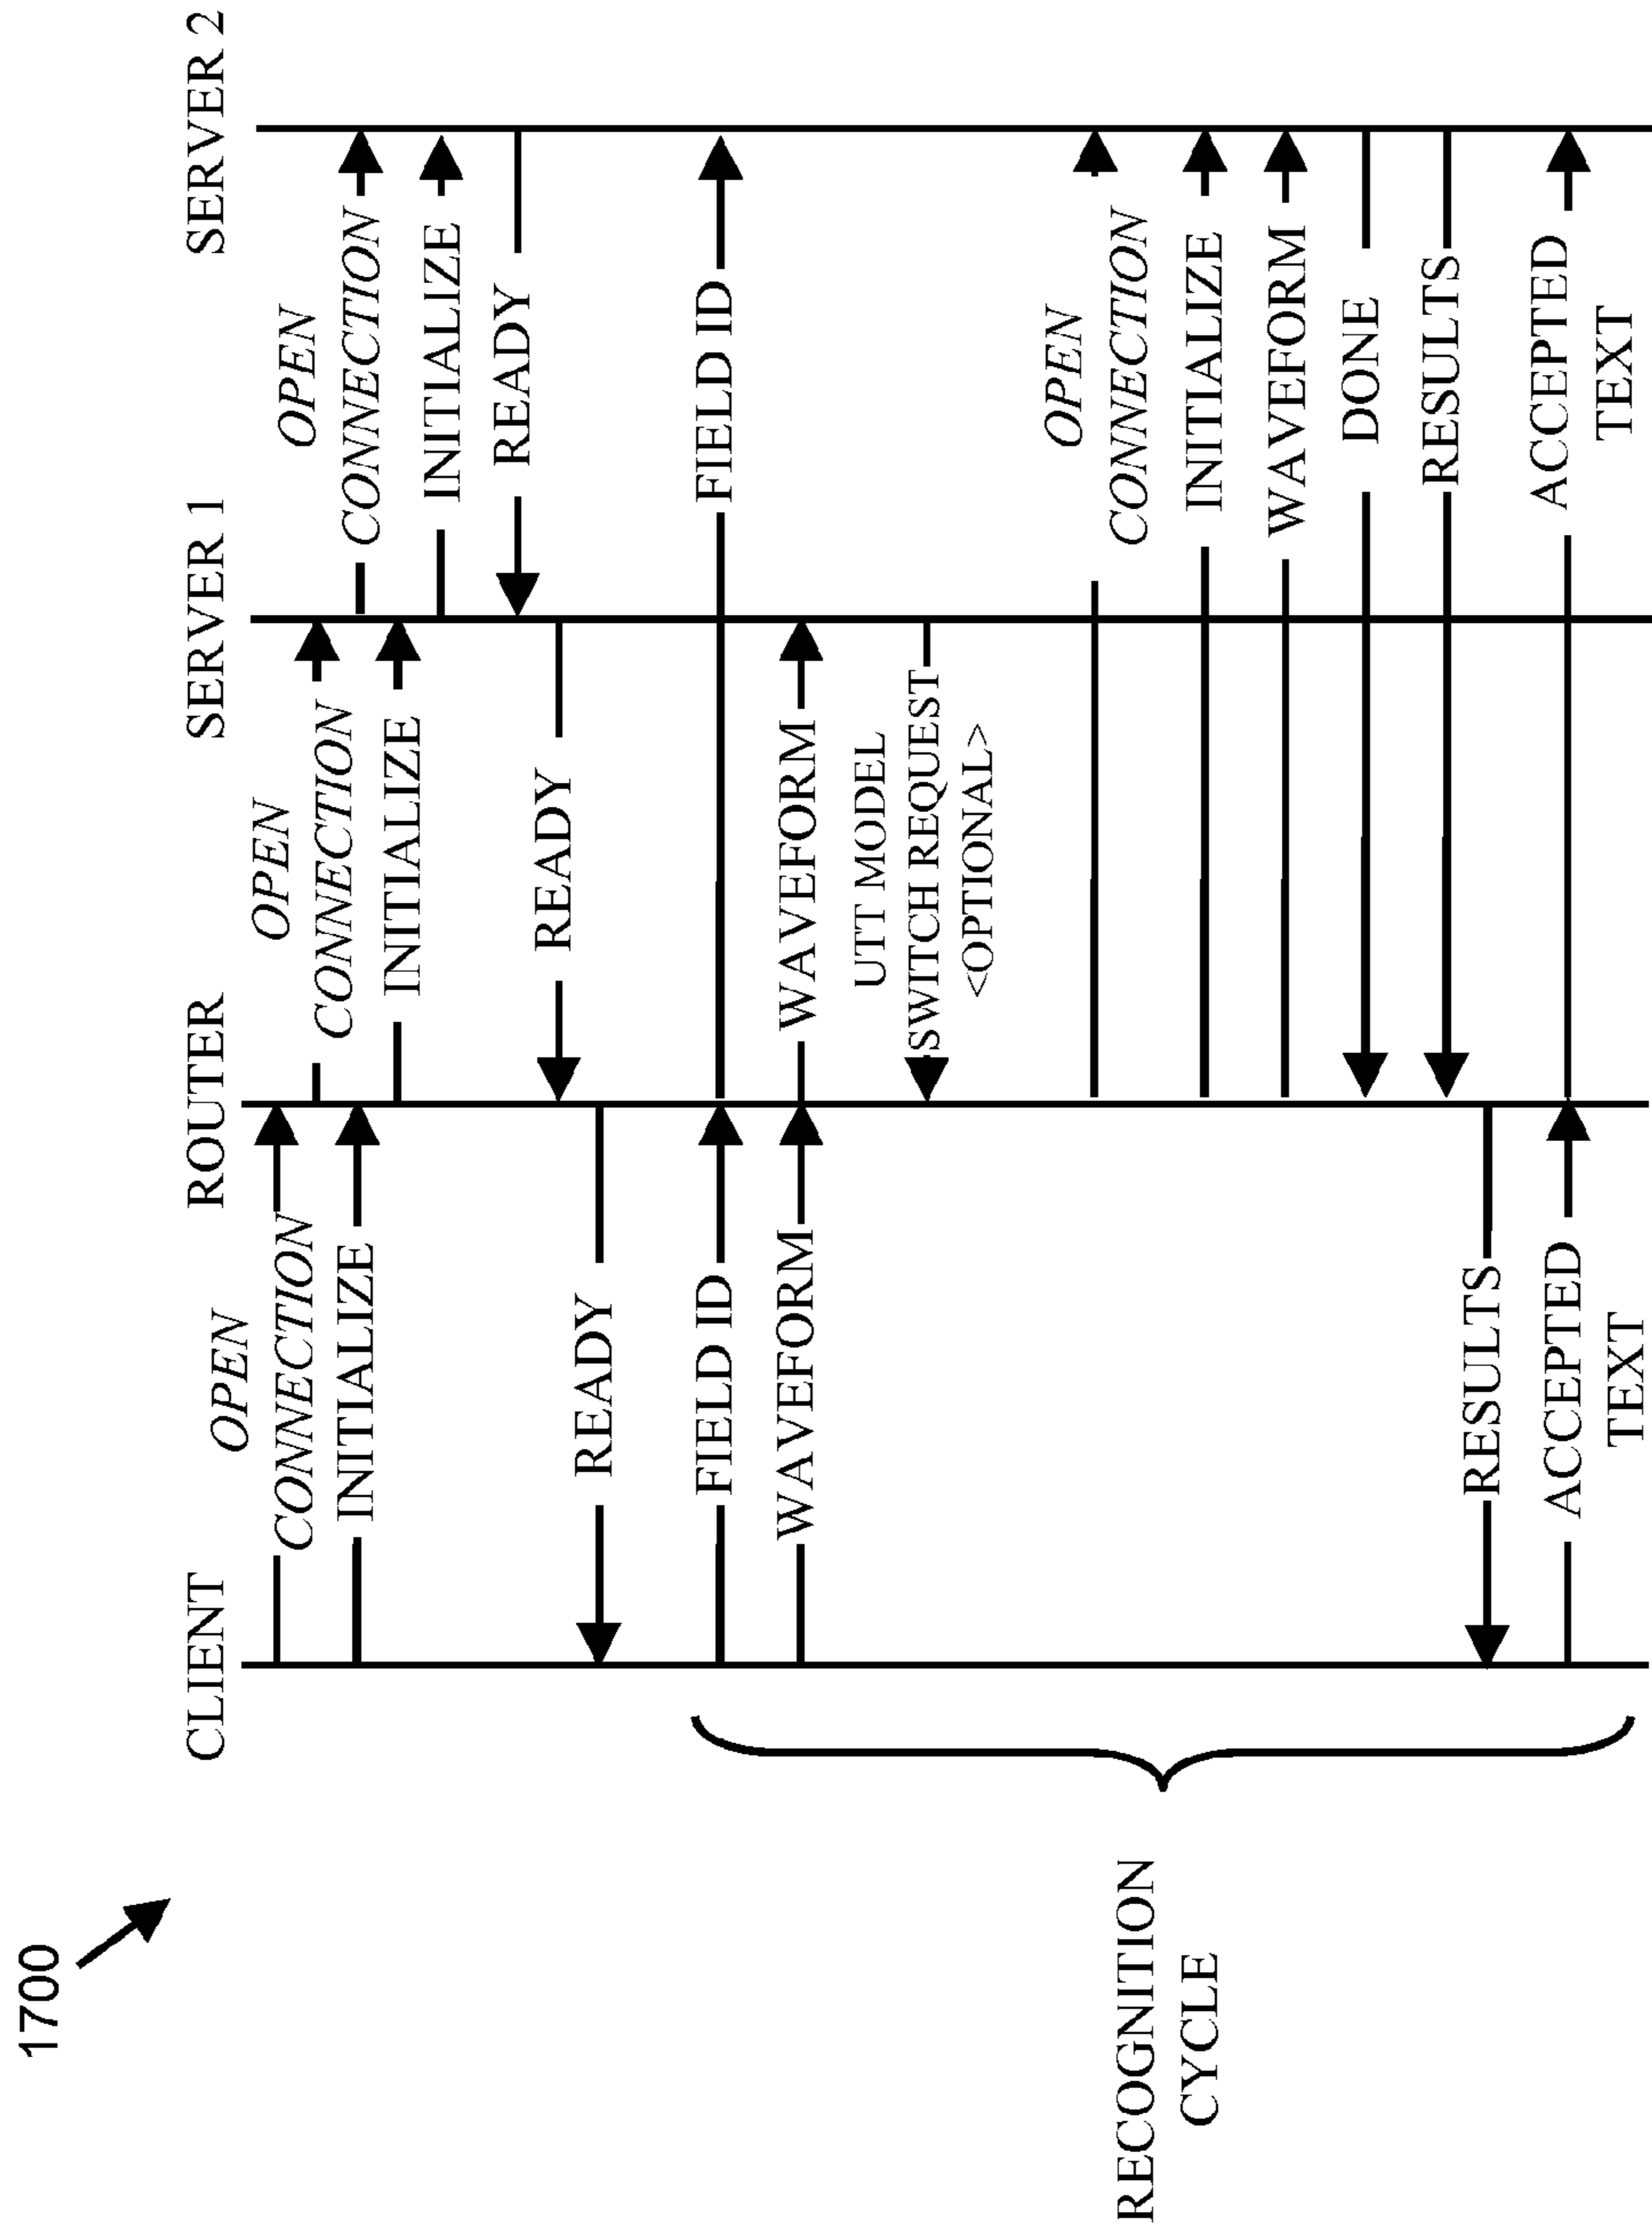 1700
CLIENT
ROUTER
SERVER 1
SERVER 2
OPEN
CONNECTION
INITIALIZE
OPEN
CONNECTION
INITIALIZE
OPEN
CONNECTION
INITIALIZE
READY
READY
READY
FIELD ID
FIELD ID
WAVEFORM
WAVEFORM
UTT MODEL
SWITCH REQUEST
<OPTIONAL>
OPEN
CONNECTION
INITIALIZE
WAVEFORM
DONE
RESULTS
RESULTS
ACCEPTED
TEXT
ACCEPTED
TEXT
RECOGNITION
CYCLE